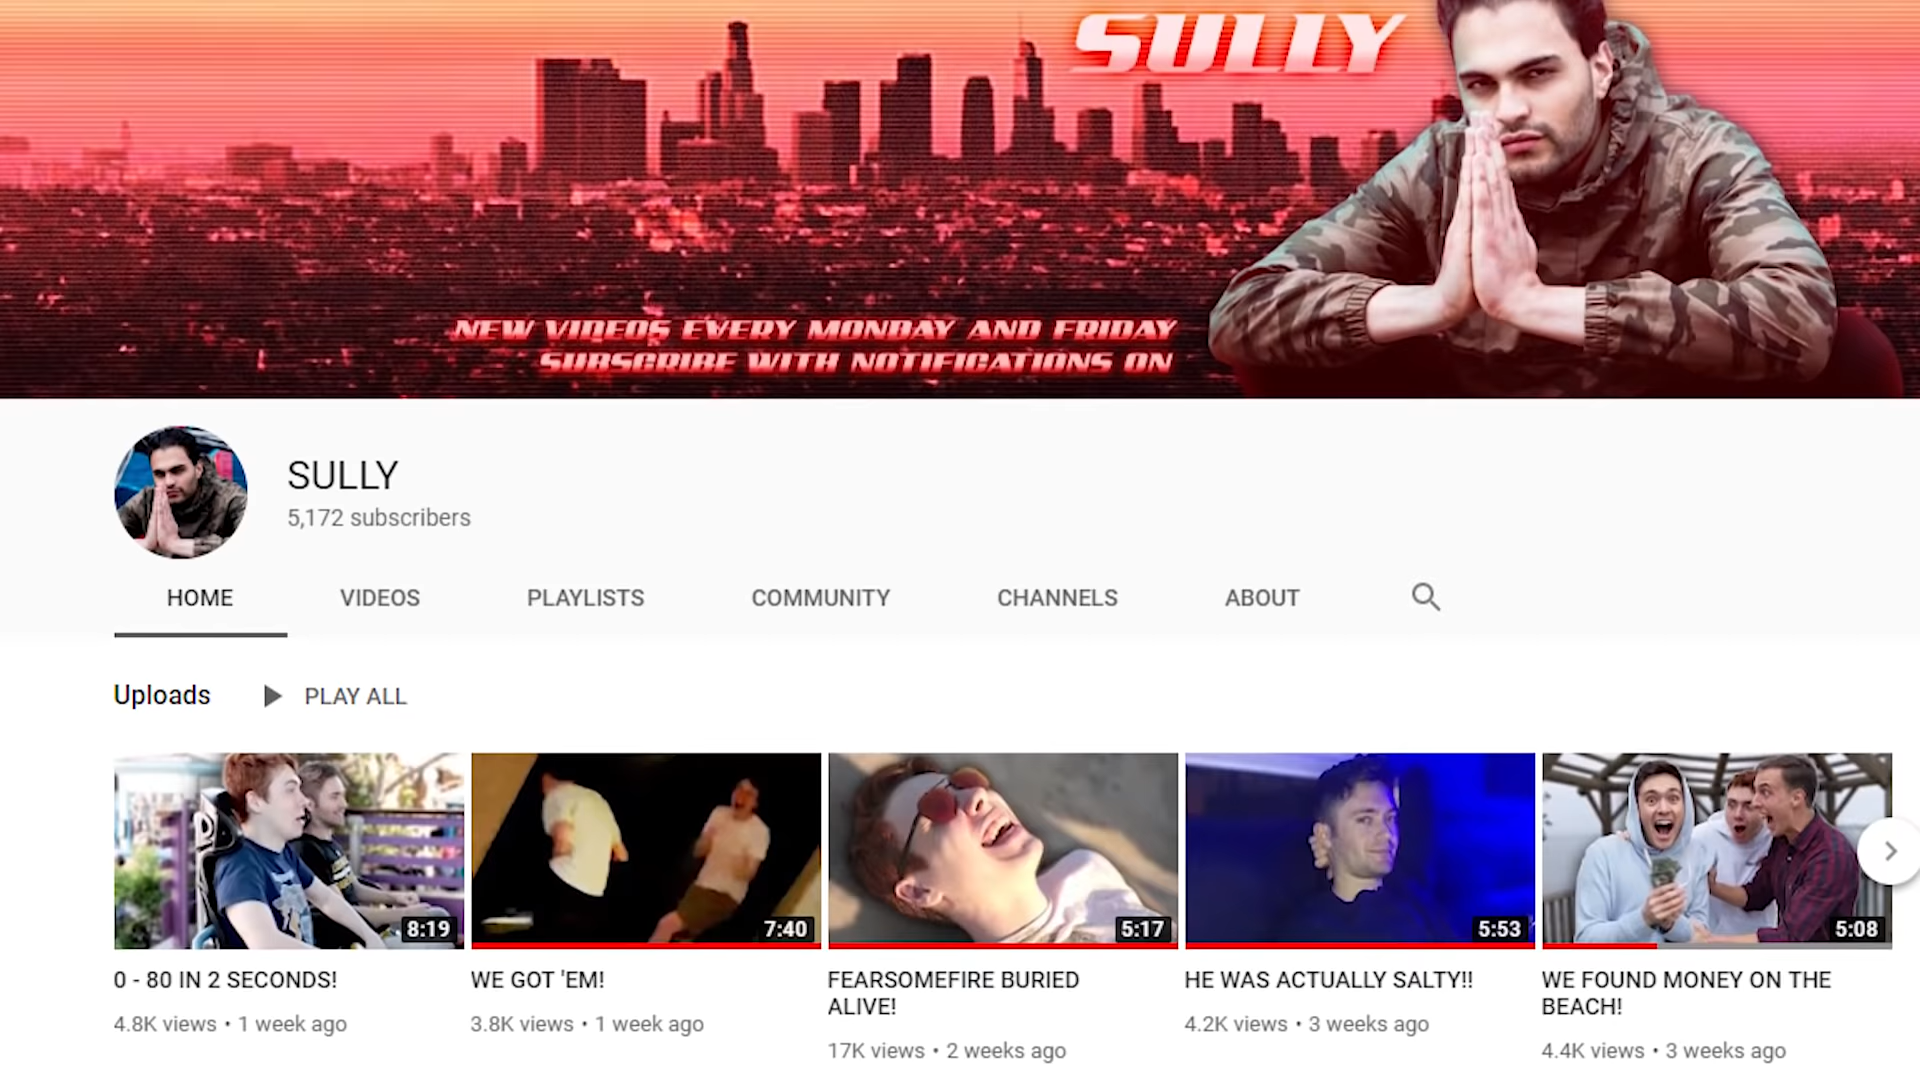 SULLY
NEW VIDEOS EVERY MONDAY AND FRIDAY
SUBSCRIBE WITH NOTIFICATIONS ON
SULLY
5,172 subscribers
HOME VIDEOS PLAYLISTS COMMUNITY CHANNELS ABOUT
Uploads PLAY ALL
8:19 7:40 5:17 5:53 5:08
0 - 80 IN 2 SECONDS!
4.8K views • 1 week ago
WE GOT 'EM!
3.8K views • 1 week ago
FEARSOMEFIRE BURIED
ALIVE!
17K views • 2 weeks ago
HE WAS ACTUALLY SALTY!!
4.2K views • 3 weeks ago
WE FOUND MONEY ON THE
BEACH!
4.4K views • 3 weeks ago